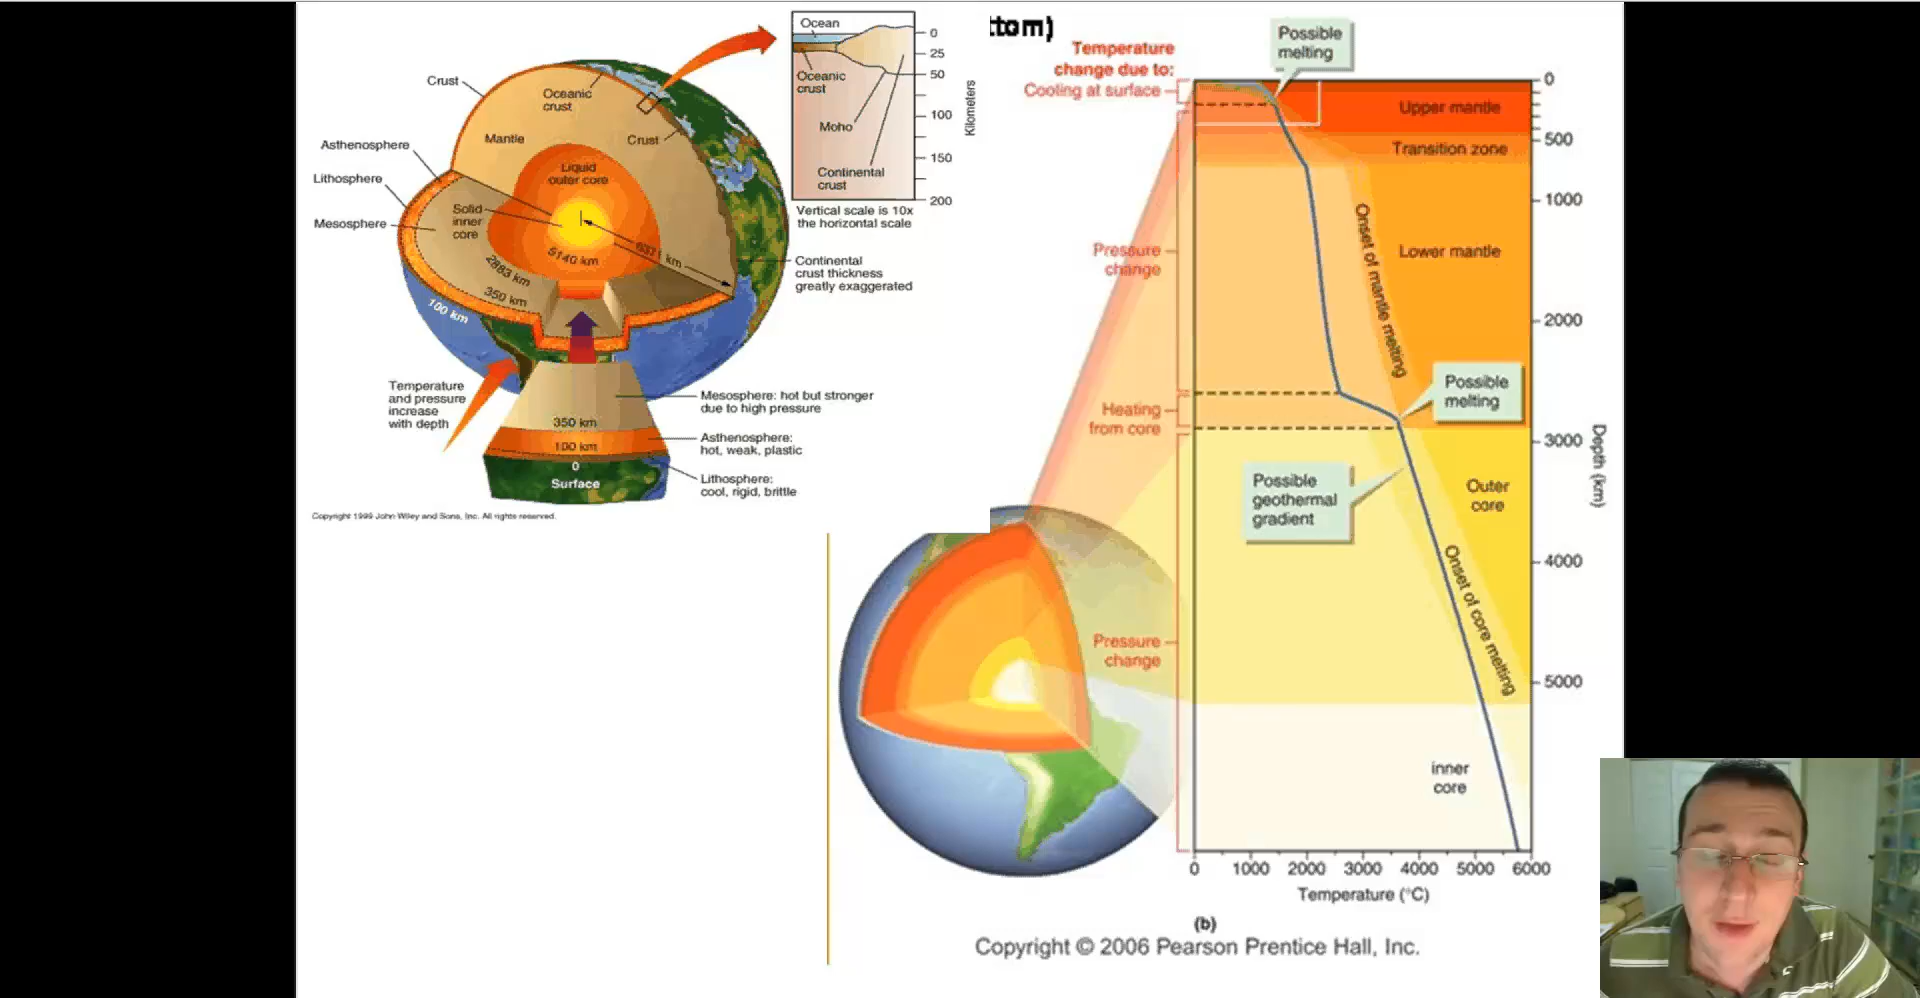 Ocean
0
25
50
100
150
200
Kilometers
Oceanic
crust
Moho
Continental
crust
Vertical scale is 10x
the horizontal scale
Crust
Oceanic
crust
Mantle
Crust
Asthenosphere
Lithosphere
Mesosphere
Liquid
outer core
Solid
inner
core
6371 km
5140 km
2883 km
350 km
100 km
Continental
crust thickness
greatly exaggerated
Temperature
and pressure
increase
with depth
350 km
100 km
0
Surface
Mesosphere: hot but stronger
due to high pressure
Asthenosphere:
hot, weak, plastic
Lithosphere:
cool, rigid, brittle
Copyright 1999 John Wiley and Sons, Inc. All rights reserved.
ttom)
Temperature
change due to:
Cooling at surface
Possible
melting
Upper mantle
Transition zone
Lower mantle
Pressure
change
Onset of mantle melting
Heating
from core
Possible
melting
Possible
geothermal
gradient
Outer
core
Onset of core melting
Pressure
change
inner
core
0
500
1000
2000
3000
4000
5000
Depth (km)
0 1000 2000 3000 4000 5000 6000
Temperature (°C)
(b)
Copyright © 2006 Pearson Prentice Hall, Inc.